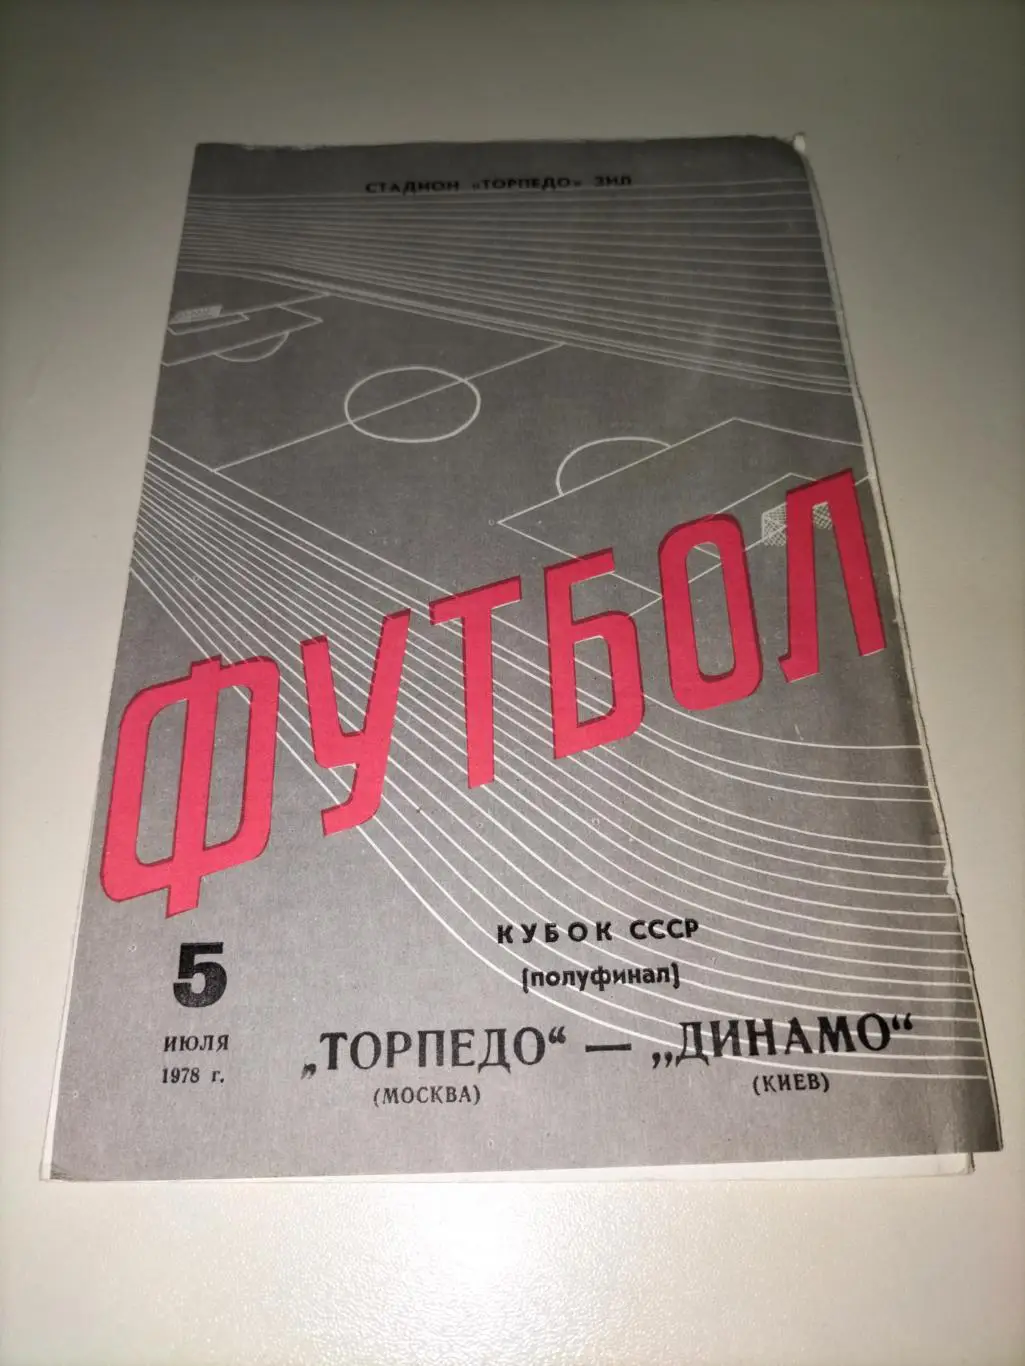 СТАДИОН «ТОРПЕДО» ЗИЛ
ФУТБОЛ
5
ИЮЛЯ
1978 г.
КУБОК СССР
(полуфинал)
„ТОРПЕДО“ — „ДИНАМО“
(МОСКВА) (КИЕВ)